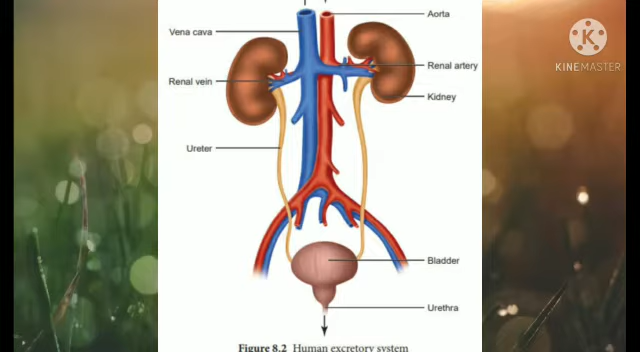 Aorta
Vena cava
Renal artery
Renal vein
Kidney
Ureter
Bladder
Urethra
Figure 8.2 Human excretory system
K
KINEMASTER